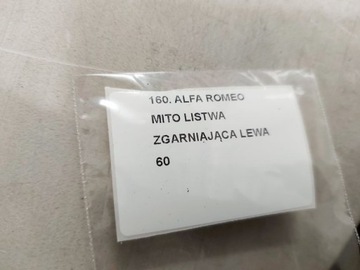 160. ALFA ROMEO
MITO LISTWA
ZGARNIAJĄCA LEWA
60